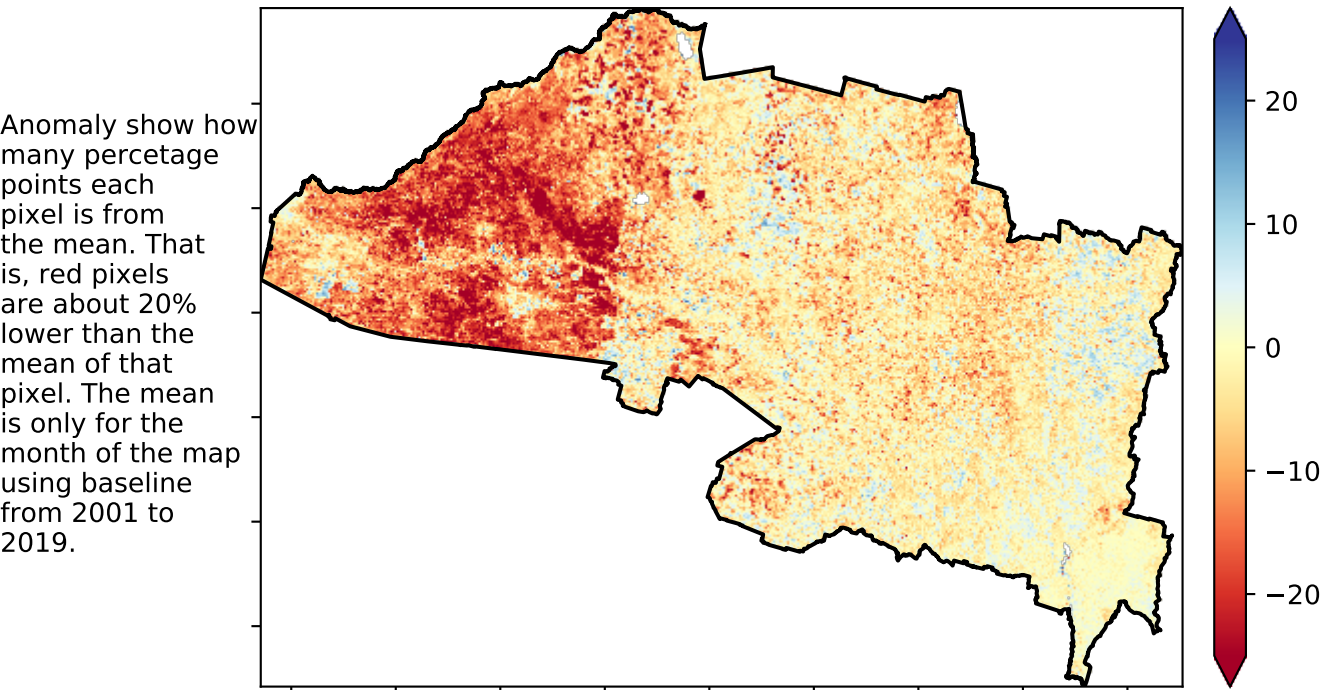 Anomaly show how
many percetage
points each
pixel is from
the mean. That
is, red pixels
are about 20%
lower than the
mean of that
pixel. The mean
is only for the
month of the map
using baseline
from 2001 to
2019.
20
10
0
−10
−20